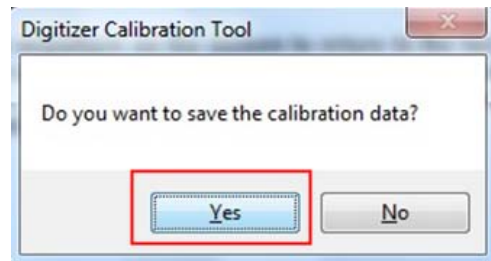 Digitizer Calibration Tool
Do you want to save the calibration data?
Yes
No